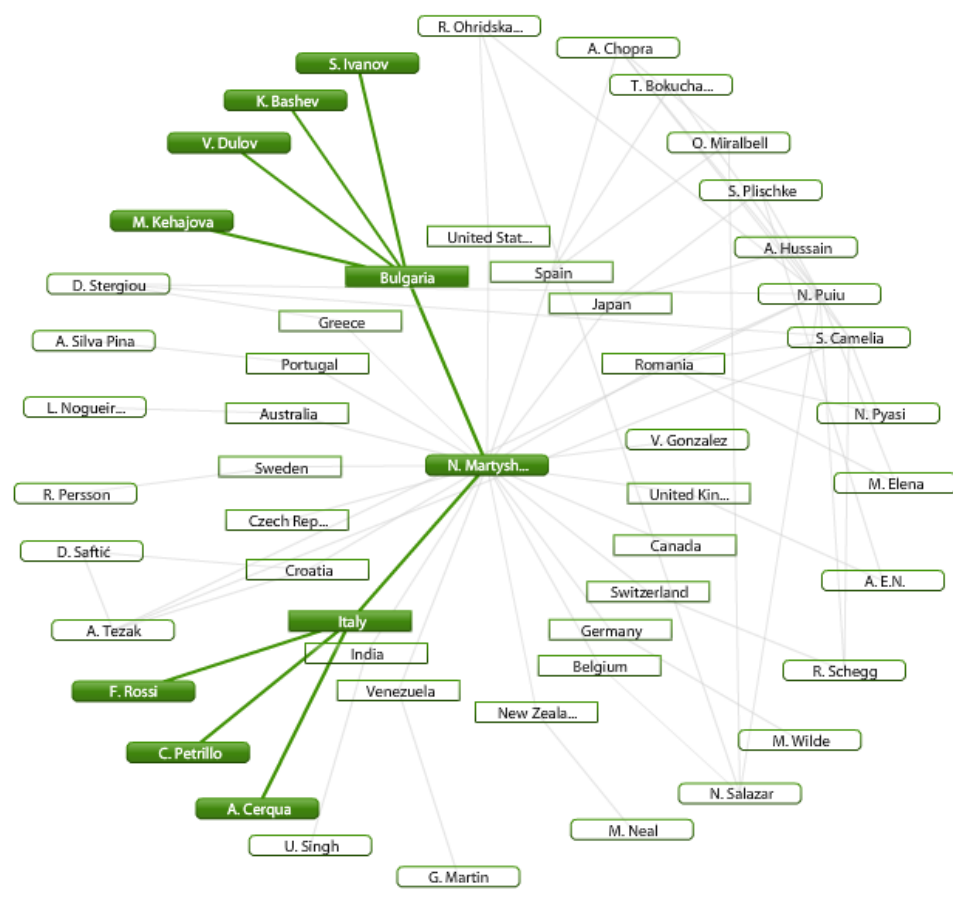 R. Ohridska...
A. Chopra
S. Ivanov
T. Bokucha...
K. Bashev
V. Dulov
Q. Miralbell
S. Plischke
M. Kehajova
United Stat...
A. Hussain
Spain
Bulgaria
D. Stergiou
N. Puiu
Japan
Greece
S. Camelia
A. Silva Pina
Portugal
Romania
L. Nogueir...
Australia
N. Pyasi
V. Gonzalez
N. Martysh...
Sweden
M. Elena
R. Persson
United Kin...
Czech Rep...
Canada
D. Saftić
Croatia
A. E.N.
Switzerland
Italy
A. Tezak
Germany
India
Belgium
R. Schegg
F. Rossi
Venezuela
New Zeala...
M. Wilde
C. Petrillo
N. Salazar
A. Cerqua
M. Neal
U. Singh
G. Martin